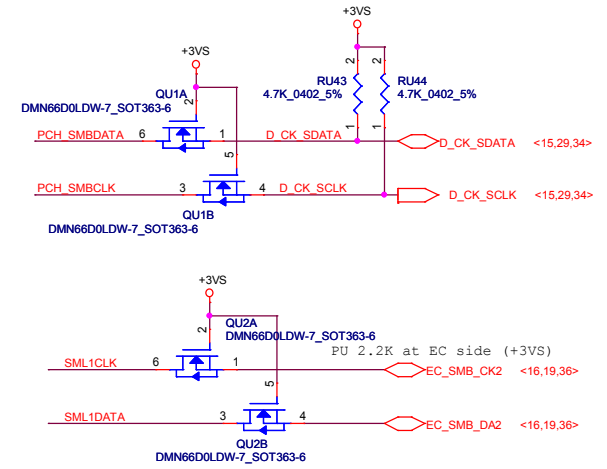 +3VS
+3VS
QU1A
DMN66D0LDW-7_SOT363-6
2
2
2
RU43
4.7K_0402_5%
RU44
4.7K_0402_5%
1
1
PCH_SMBDATA 6 1 D_CK_SDATA D_CK_SDATA <15,29,34>
5
PCH_SMBCLK 3 4 D_CK_SCLK D_CK_SCLK <15,29,34>
QU1B
DMN66D0LDW-7_SOT363-6
+3VS
2
QU2A
DMN66D0LDW-7_SOT363-6
PU 2.2K at EC side (+3VS)
SML1CLK 6 1 EC_SMB_CK2 <16,19,36>
5
SML1DATA 3 4 EC_SMB_DA2 <16,19,36>
QU2B
DMN66D0LDW-7_SOT363-6